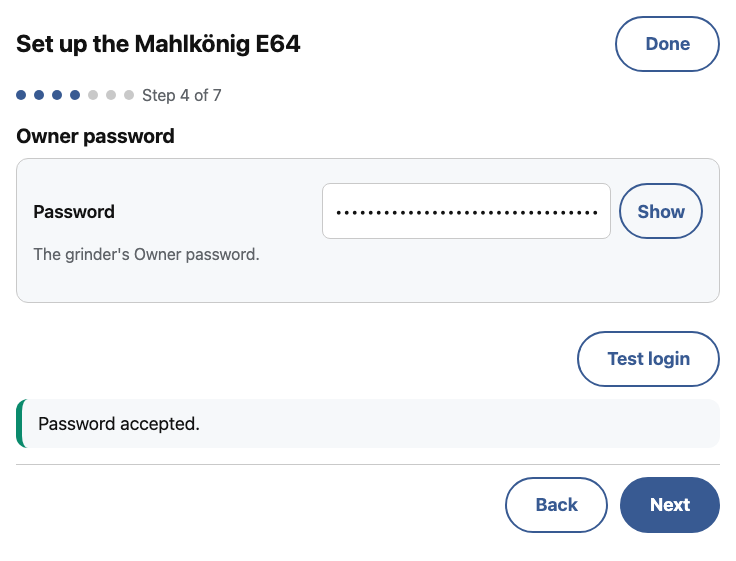 Set up the Mahlkönig E64
Done
Step 4 of 7
Owner password
Password
Show
The grinder's Owner password.
Test login
Password accepted.
Back
Next